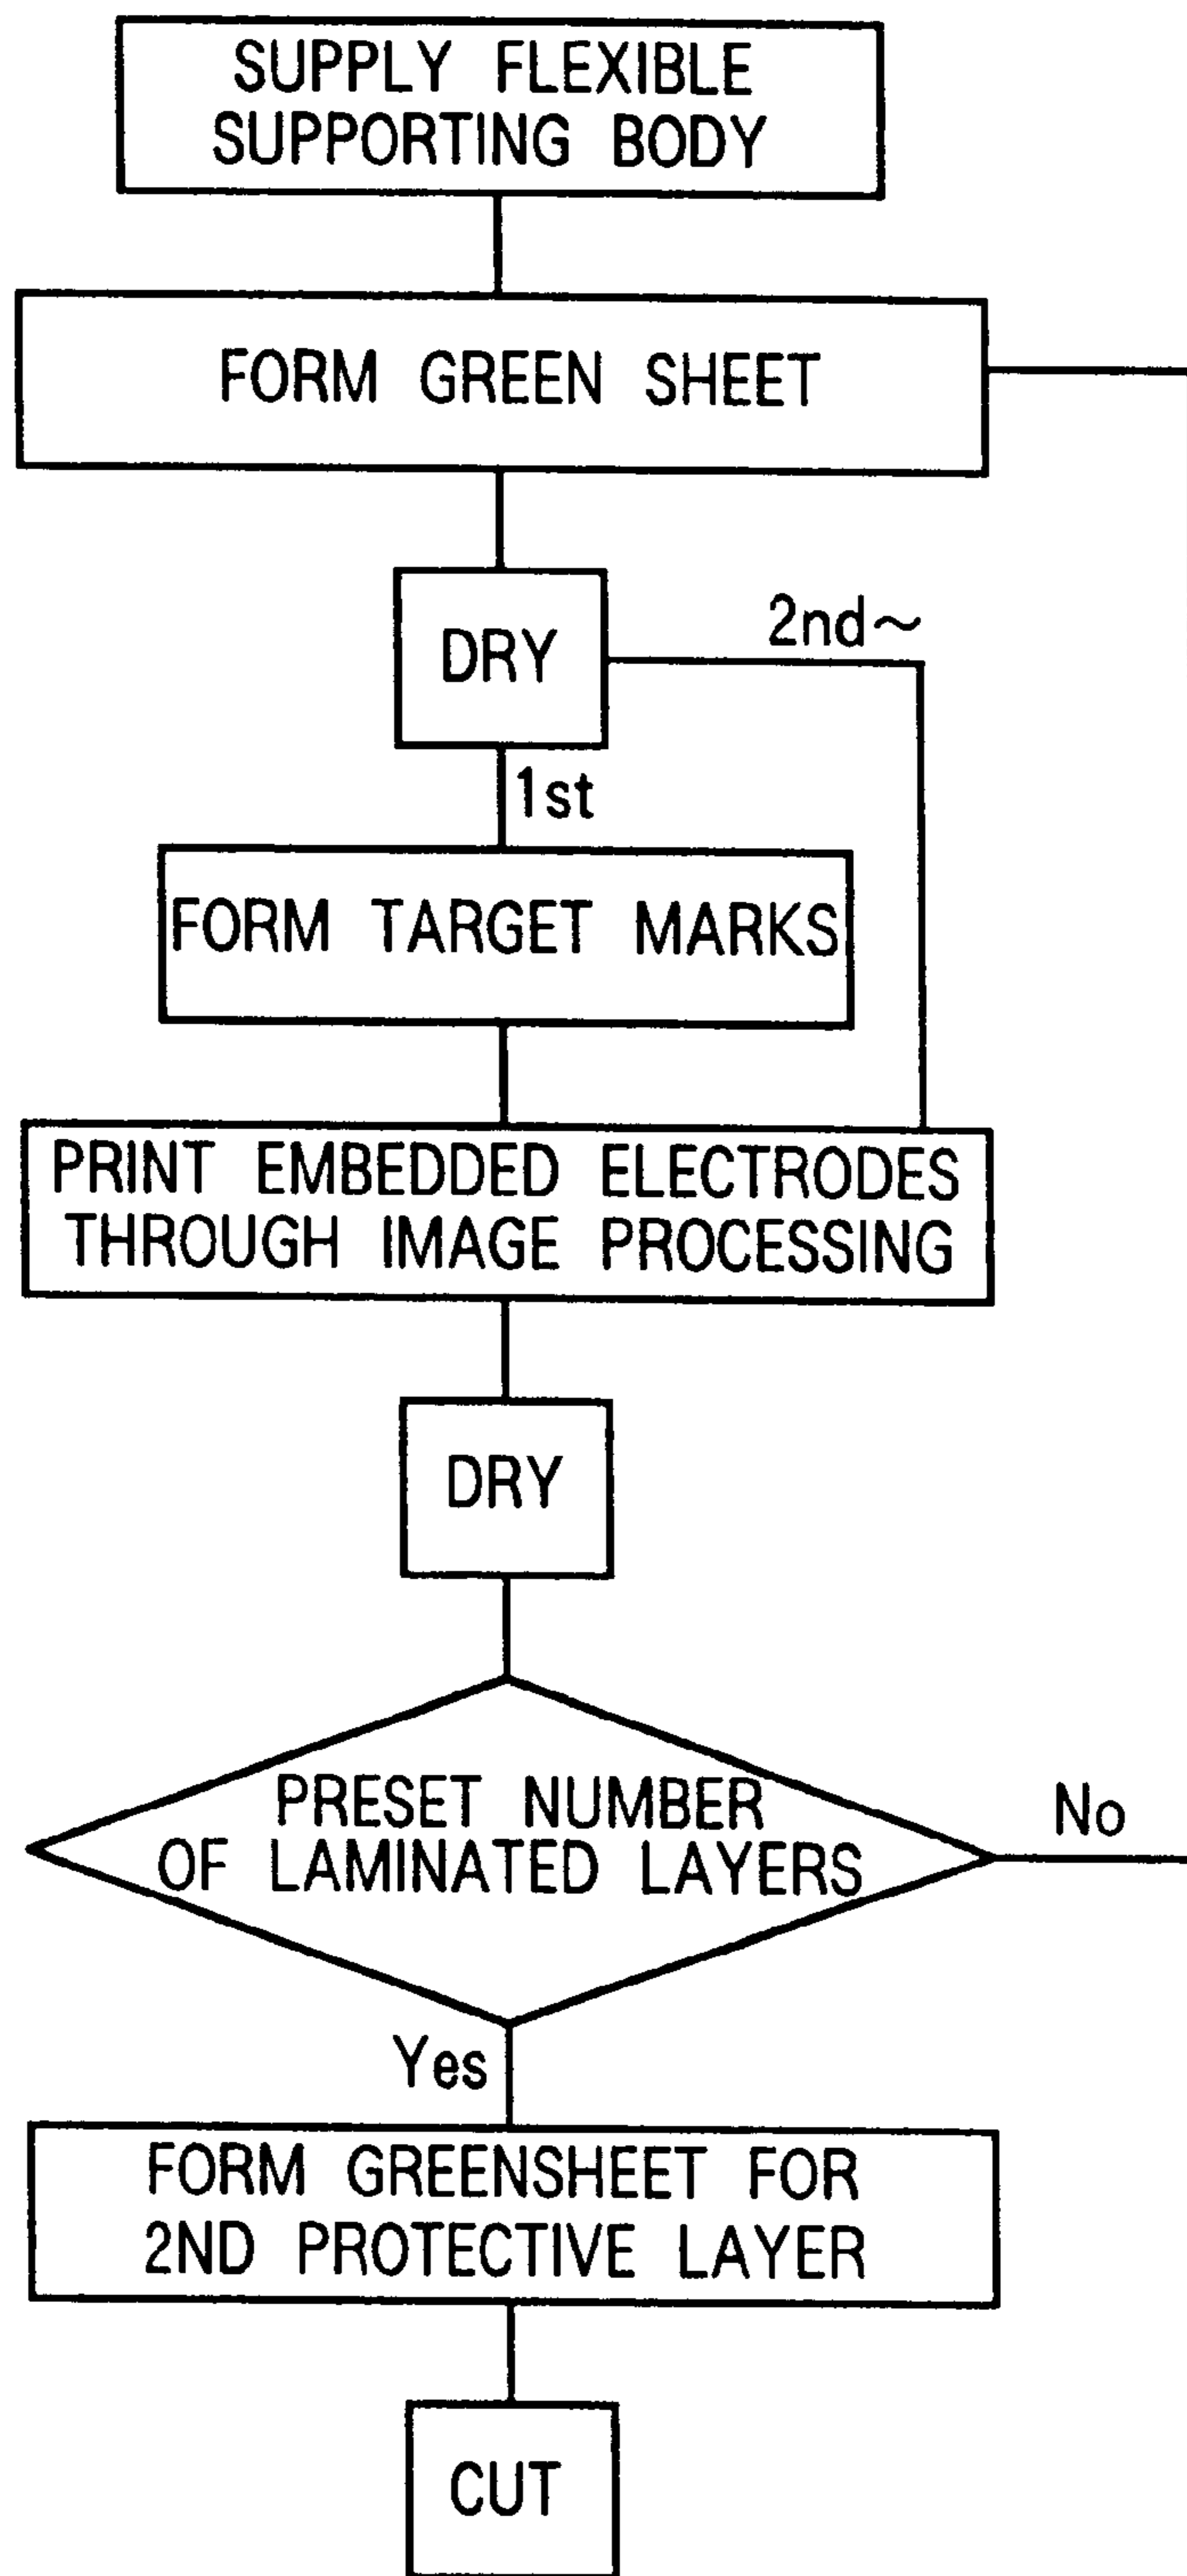 SUPPLY FLEXIBLE
SUPPORTING BODY
FORM GREEN SHEET
DRY
2nd~
1st
FORM TARGET MARKS
PRINT EMBEDDED ELECTRODES
THROUGH IMAGE PROCESSING
DRY
PRESET NUMBER
OF LAMINATED LAYERS
No
Yes
FORM GREENSHEET FOR
2ND PROTECTIVE LAYER
CUT